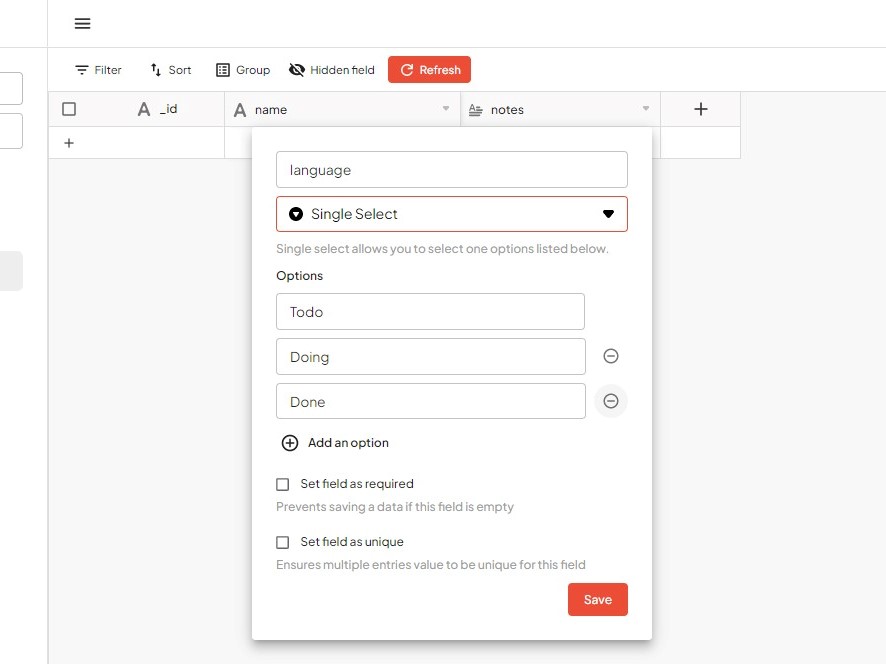 Filter Sort Group Hidden field Refresh
A _id A name notes
language
Single Select
Single select allows you to select one options listed below.
Options
Todo
Doing
Done
Add an option
Set field as required
Prevents saving a data if this field is empty
Set field as unique
Ensures multiple entries value to be unique for this field
Save